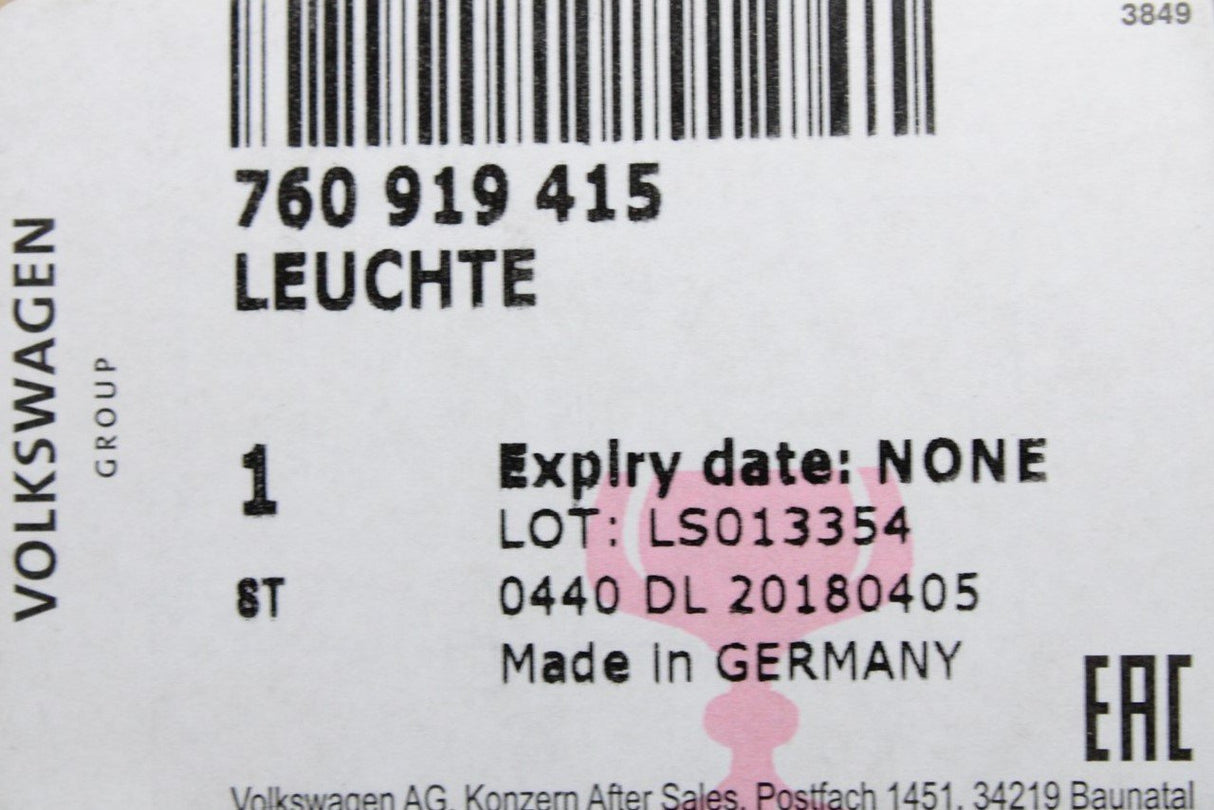 3849
760 919 415
LEUCHTE
VOLKSWAGEN
GROUP
1
Expiry date: NONE
LOT: LS013354
ST
0440 DL 20180405
Made in GERMANY
EAC
Volkswagen AG, Konzern After Sales, Postfach 1451, 34219 Baunatal